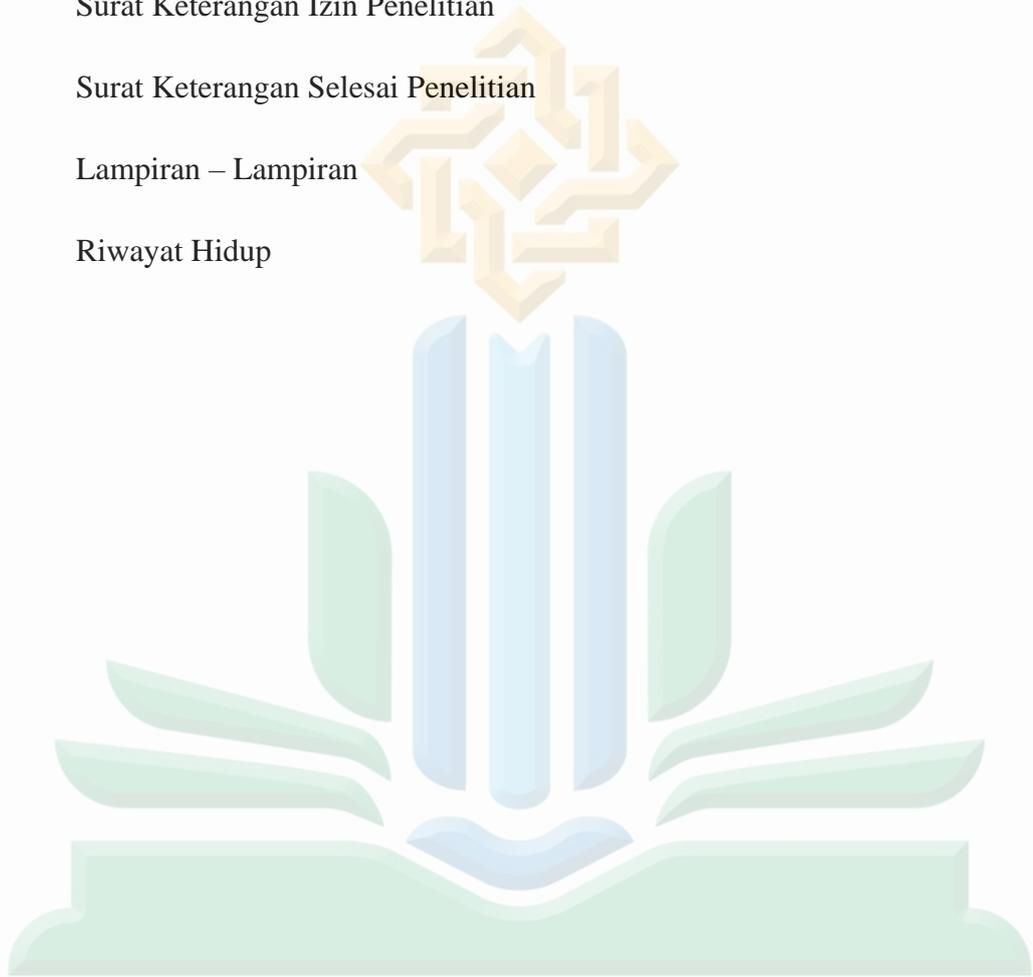 Surat Keterangan Izin Penelitian
Surat Keterangan Selesai Penelitian
Lampiran – Lampiran
Riwayat Hidup